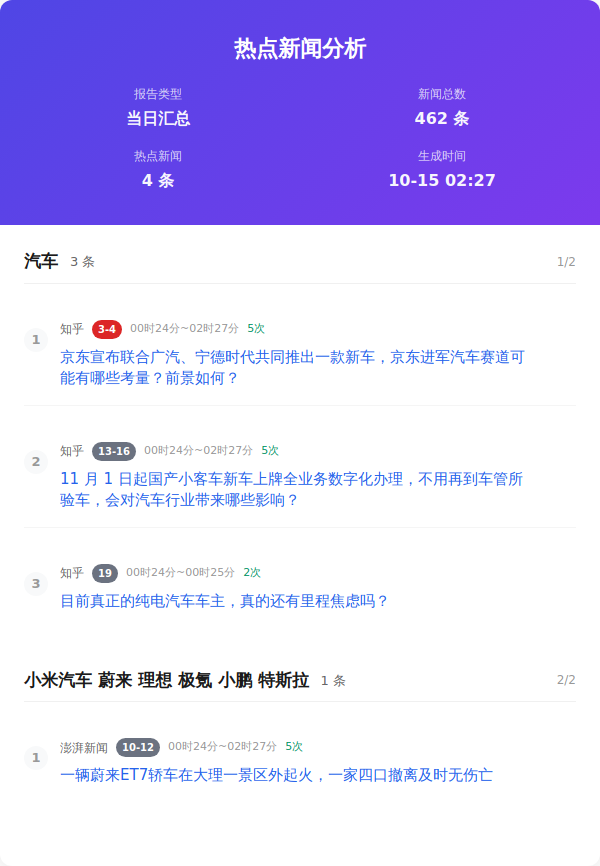 热点新闻分析
报告类型
当日汇总
新闻总数
462 条
热点新闻
4 条
生成时间
10-15 02:27
汽车 3 条 1/2
1
知乎 3-4 00时24分~02时27分 5次
京东宣布联合广汽、宁德时代共同推出一款新车，京东进军汽车赛道可
能有哪些考量？前景如何？
2
知乎 13-16 00时24分~02时27分 5次
11 月 1 日起国产小客车新车上牌全业务数字化办理，不用再到车管所
验车，会对汽车行业带来哪些影响？
3
知乎 19 00时24分~00时25分 2次
目前真正的纯电汽车车主，真的还有里程焦虑吗？
小米汽车 蔚来 理想 极氪 小鹏 特斯拉 1 条 2/2
1
澎湃新闻 10-12 00时24分~02时27分 5次
一辆蔚来ET7轿车在大理一景区外起火，一家四口撤离及时无伤亡